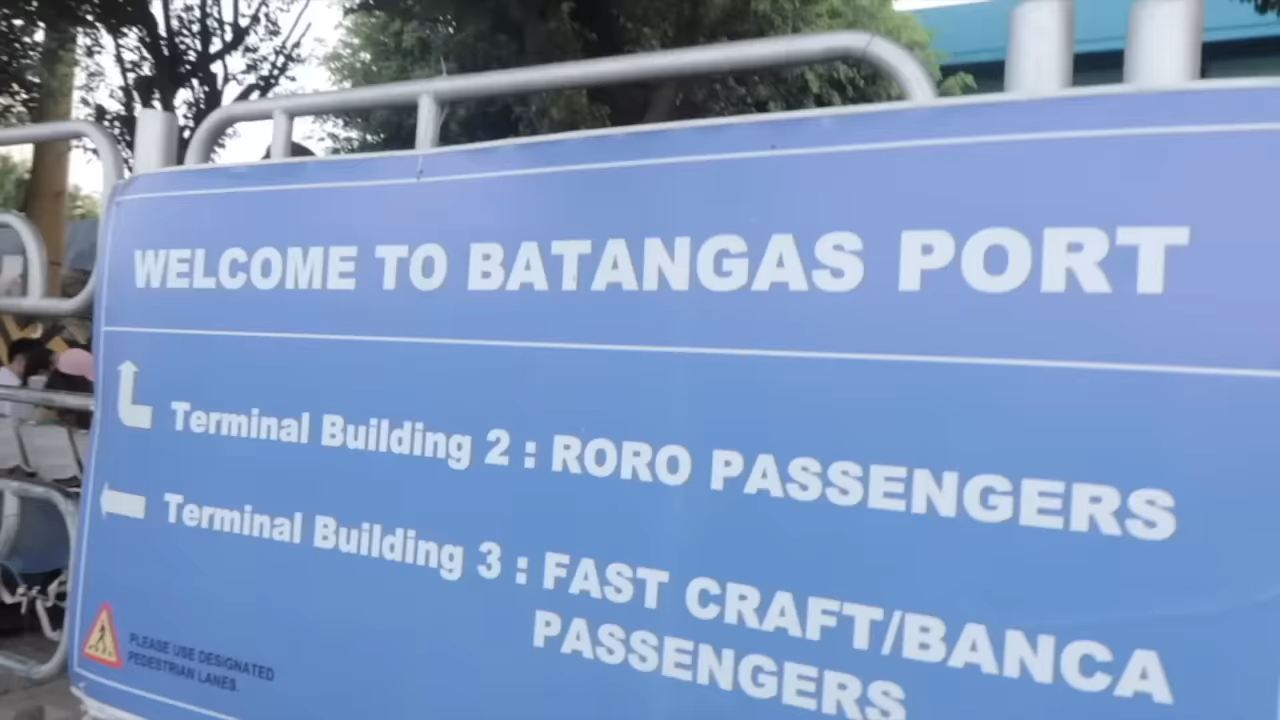 WELCOME TO BATANGAS PORT
Terminal Building 2 : RORO PASSENGERS
Terminal Building 3 : FAST CRAFT/BANCA
PASSENGERS
PLEASE USE DESIGNATED
PEDESTRIAN LANES.